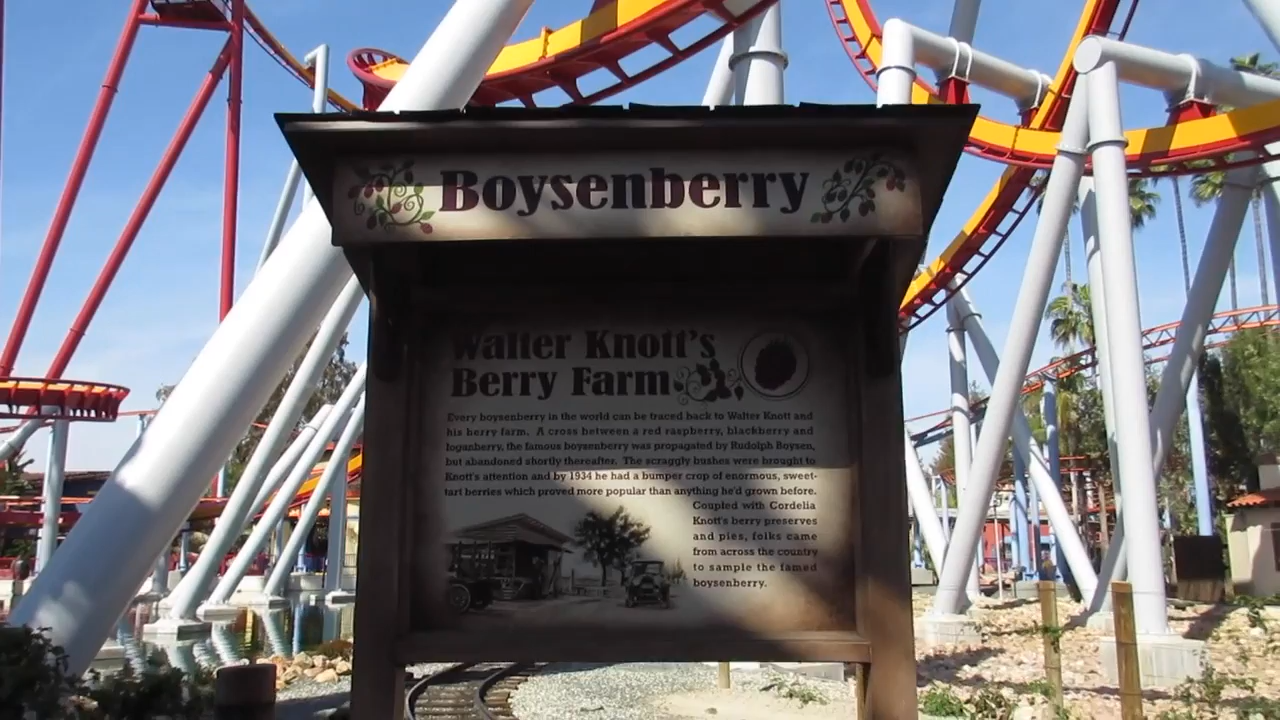 Boysenberry
Walter Knott's
Berry Farm
Every boysenberry in the world can be traced back to Walter Knott and
his berry farm. A cross between a red raspberry, blackberry and
loganberry, the famous boysenberry was propagated by Rudolph Boysen,
but abandoned shortly thereafter. The scraggly bushes were brought to
Knott's attention and by 1934 he had a bumper crop of enormous, sweet-
tart berries which proved more popular than anything he'd grown before.
Coupled with Cordelia
Knott's berry preserves
and pies, folks came
from across the country
to sample the famed
boysenberry.